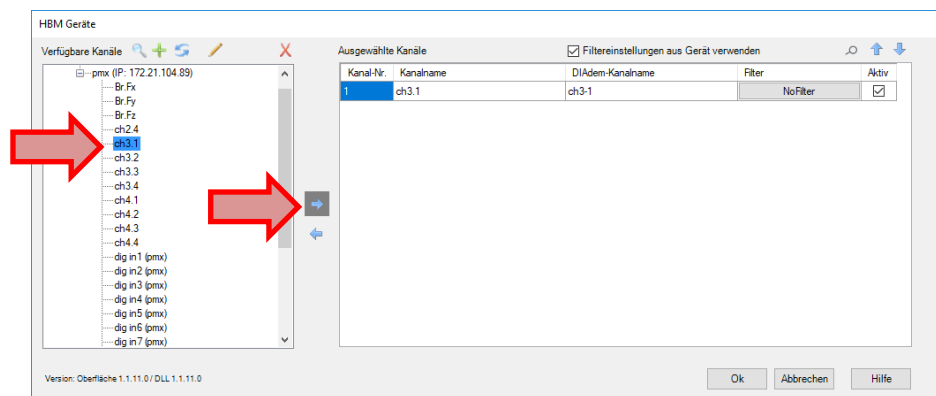 HBM Geräte
Verfügbare Kanäle
Ausgewählte Kanäle
Filtereinstellungen aus Gerät verwenden
pmx (IP: 172.21.104.89)
Br.Fx
Br.Fy
Br.Fz
ch2.4
ch3.1
ch3.2
ch3.3
ch3.4
ch4.1
ch4.2
ch4.3
ch4.4
dig in1 (pmx)
dig in2 (pmx)
dig in3 (pmx)
dig in4 (pmx)
dig in5 (pmx)
dig in6 (pmx)
dig in7 (pmx)
Kanal-Nr. Kanalname DIAdem-Kanalname Filter Aktiv
1 ch3.1 ch3-1 NoFilter
Version: Oberfläche 1.1.11.0 / DLL 1.1.11.0
Ok Abbrechen Hilfe